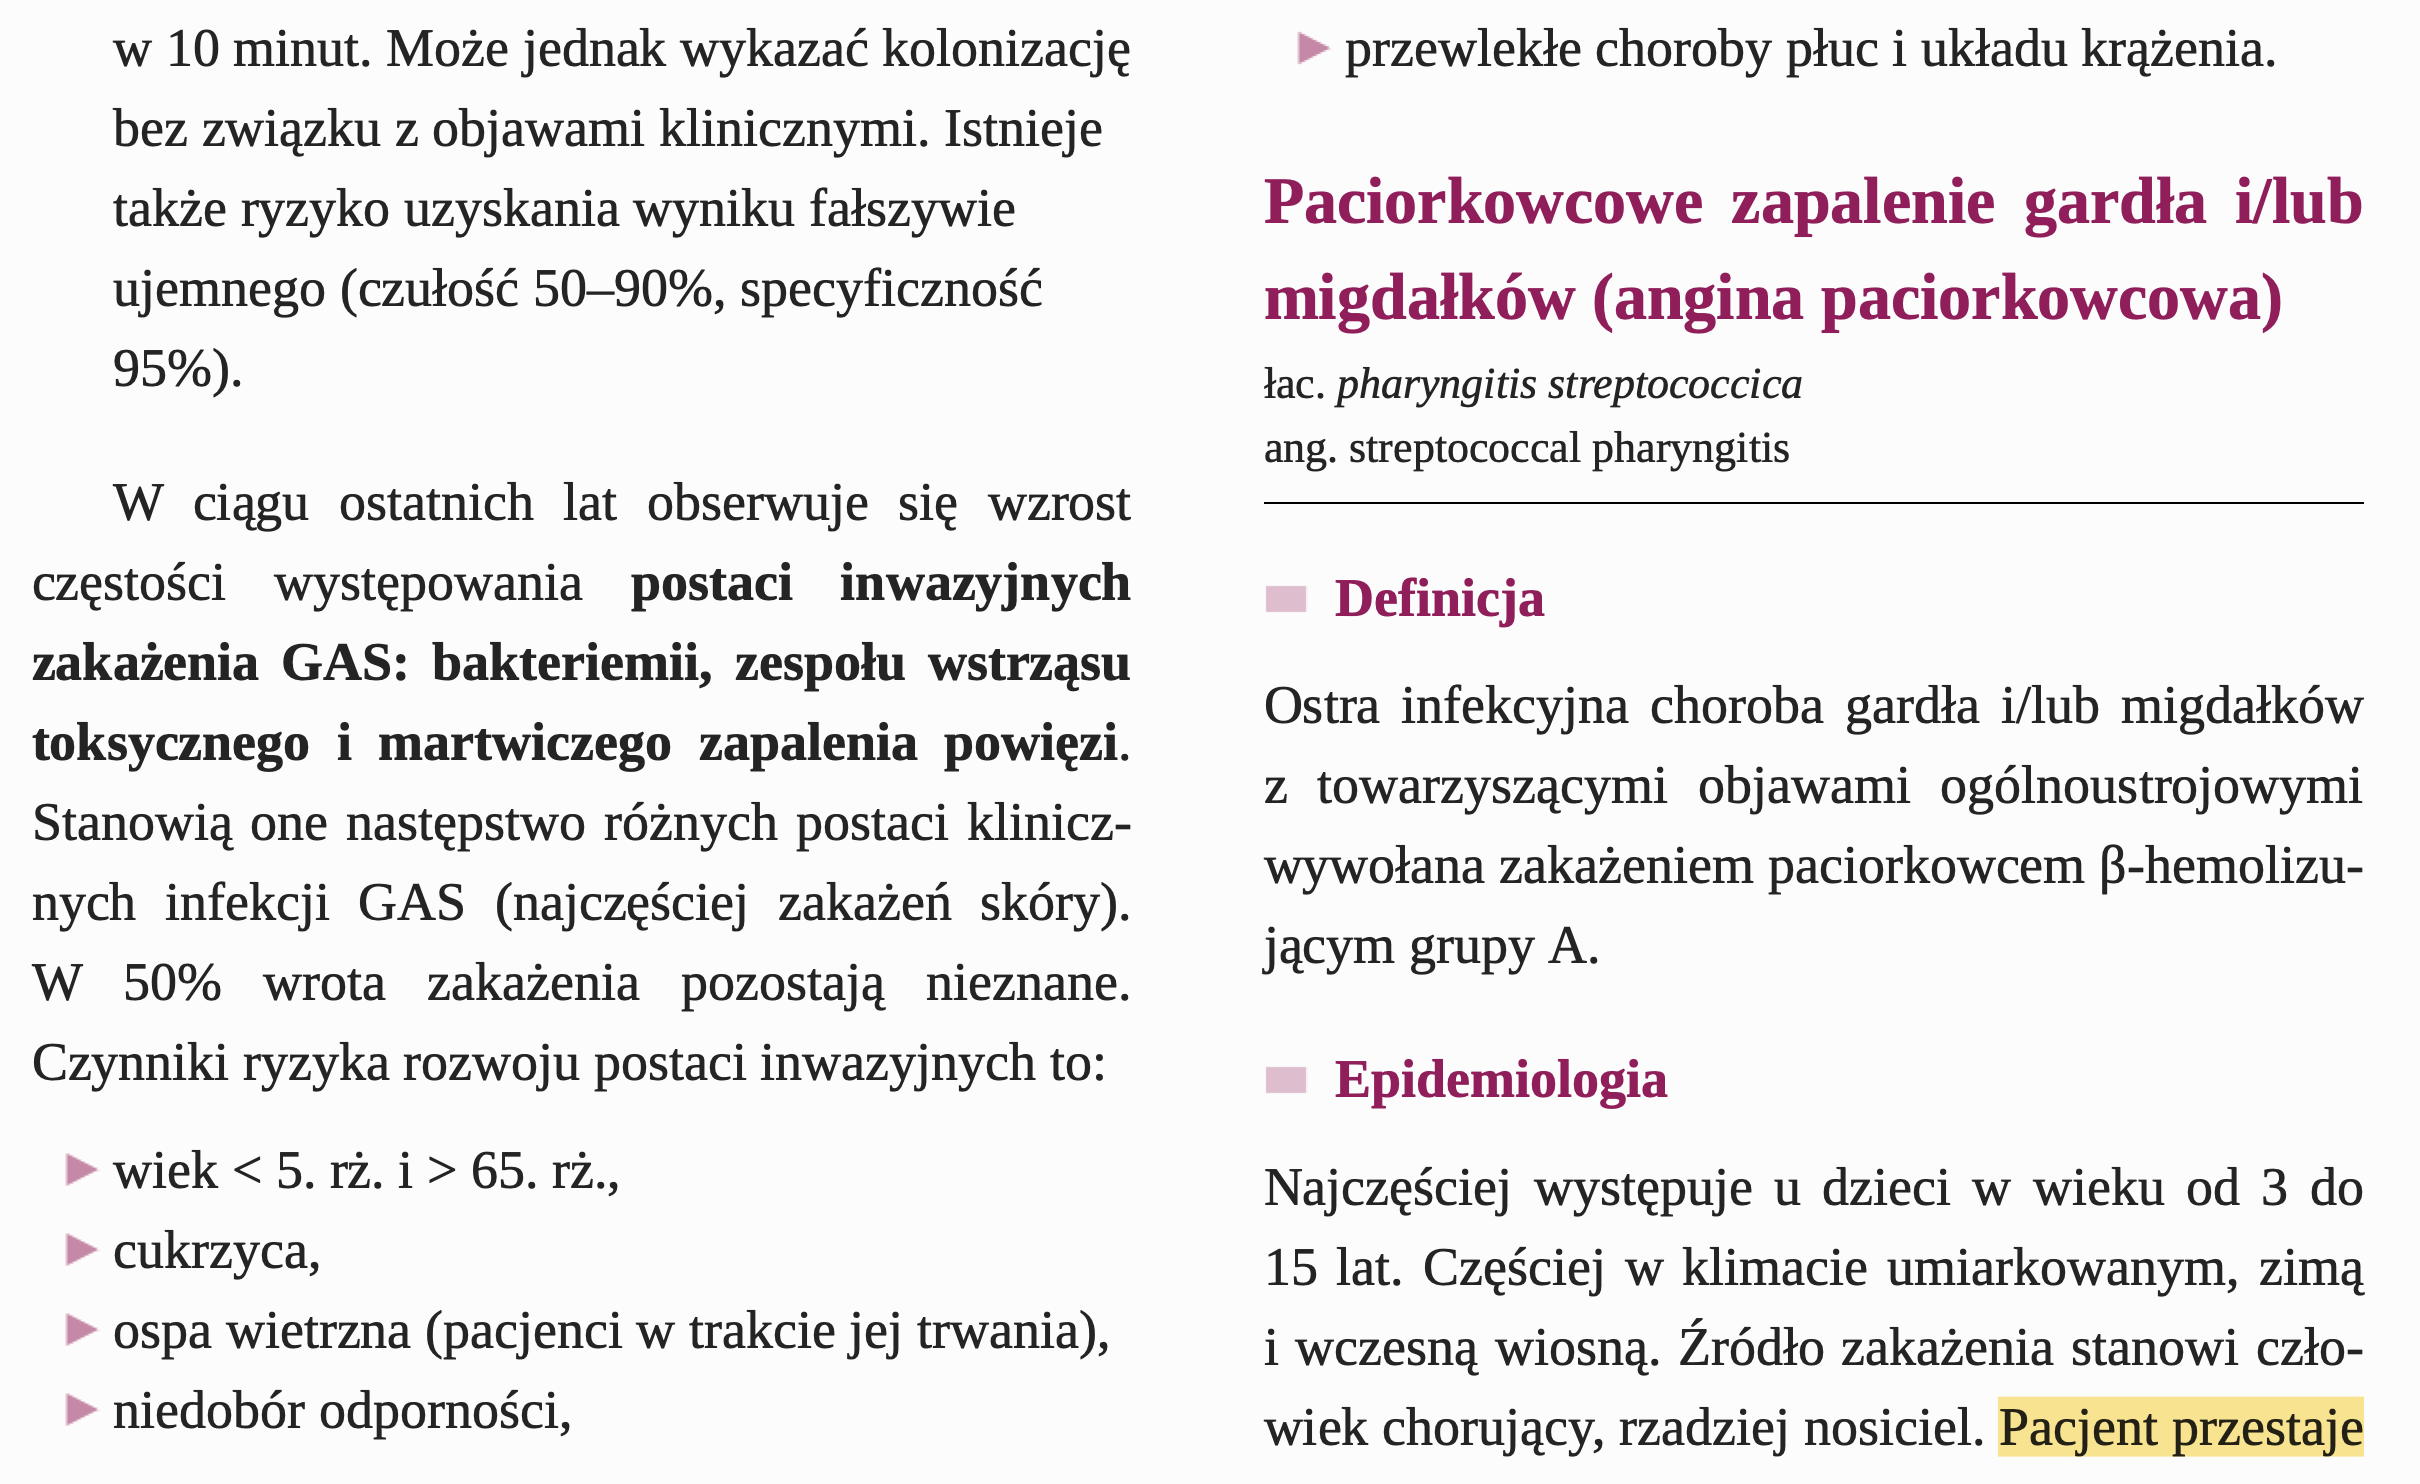 w 10 minut. Może jednak wykazać kolonizację
bez związku z objawami klinicznymi. Istnieje
także ryzyko uzyskania wyniku fałszywie
ujemnego (czułość 50–90%, specyficzność
95%).
W ciągu ostatnich lat obserwuje się wzrost
częstości występowania postaci inwazyjnych
zakażenia GAS: bakteriemii, zespołu wstrząsu
toksycznego i martwiczego zapalenia powięzi.
Stanowią one następstwo różnych postaci klinicz-
nych infekcji GAS (najczęściej zakażeń skóry).
W 50% wrota zakażenia pozostają nieznane.
Czynniki ryzyka rozwoju postaci inwazyjnych to:
► wiek < 5. rż. i > 65. rż.,
► cukrzyca,
► ospa wietrzna (pacjenci w trakcie jej trwania),
► niedobór odporności,
► przewlekłe choroby płuc i układu krążenia.
Paciorkowcowe zapalenie gardła i/lub
migdałków (angina paciorkowcowa)
łac. pharyngitis streptococcica
ang. streptococcal pharyngitis
Definicja
Ostra infekcyjna choroba gardła i/lub migdałków
z towarzyszącymi objawami ogólnoustrojowymi
wywołana zakażeniem paciorkowcem β-hemolizu-
jącym grupy A.
Epidemiologia
Najczęściej występuje u dzieci w wieku od 3 do
15 lat. Częściej w klimacie umiarkowanym, zimą
i wczesną wiosną. Źródło zakażenia stanowi czło-
wiek chorujący, rzadziej nosiciel. Pacjent przestaje